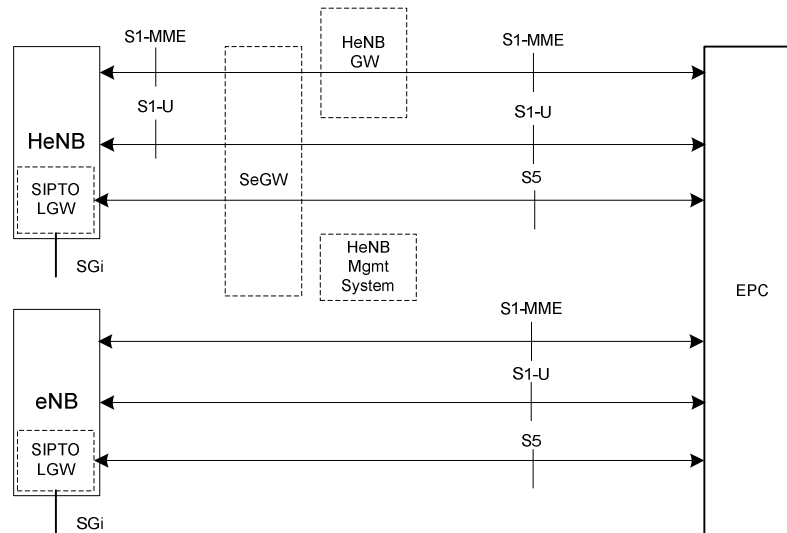 S1-MME
HeNB
GW
S1-MME
S1-U
S1-U
HeNB
SeGW
S5
SIPTO
LGW
SGi
HeNB
Mgmt
System
EPC
S1-MME
S1-U
eNB
S5
SIPTO
LGW
SGi